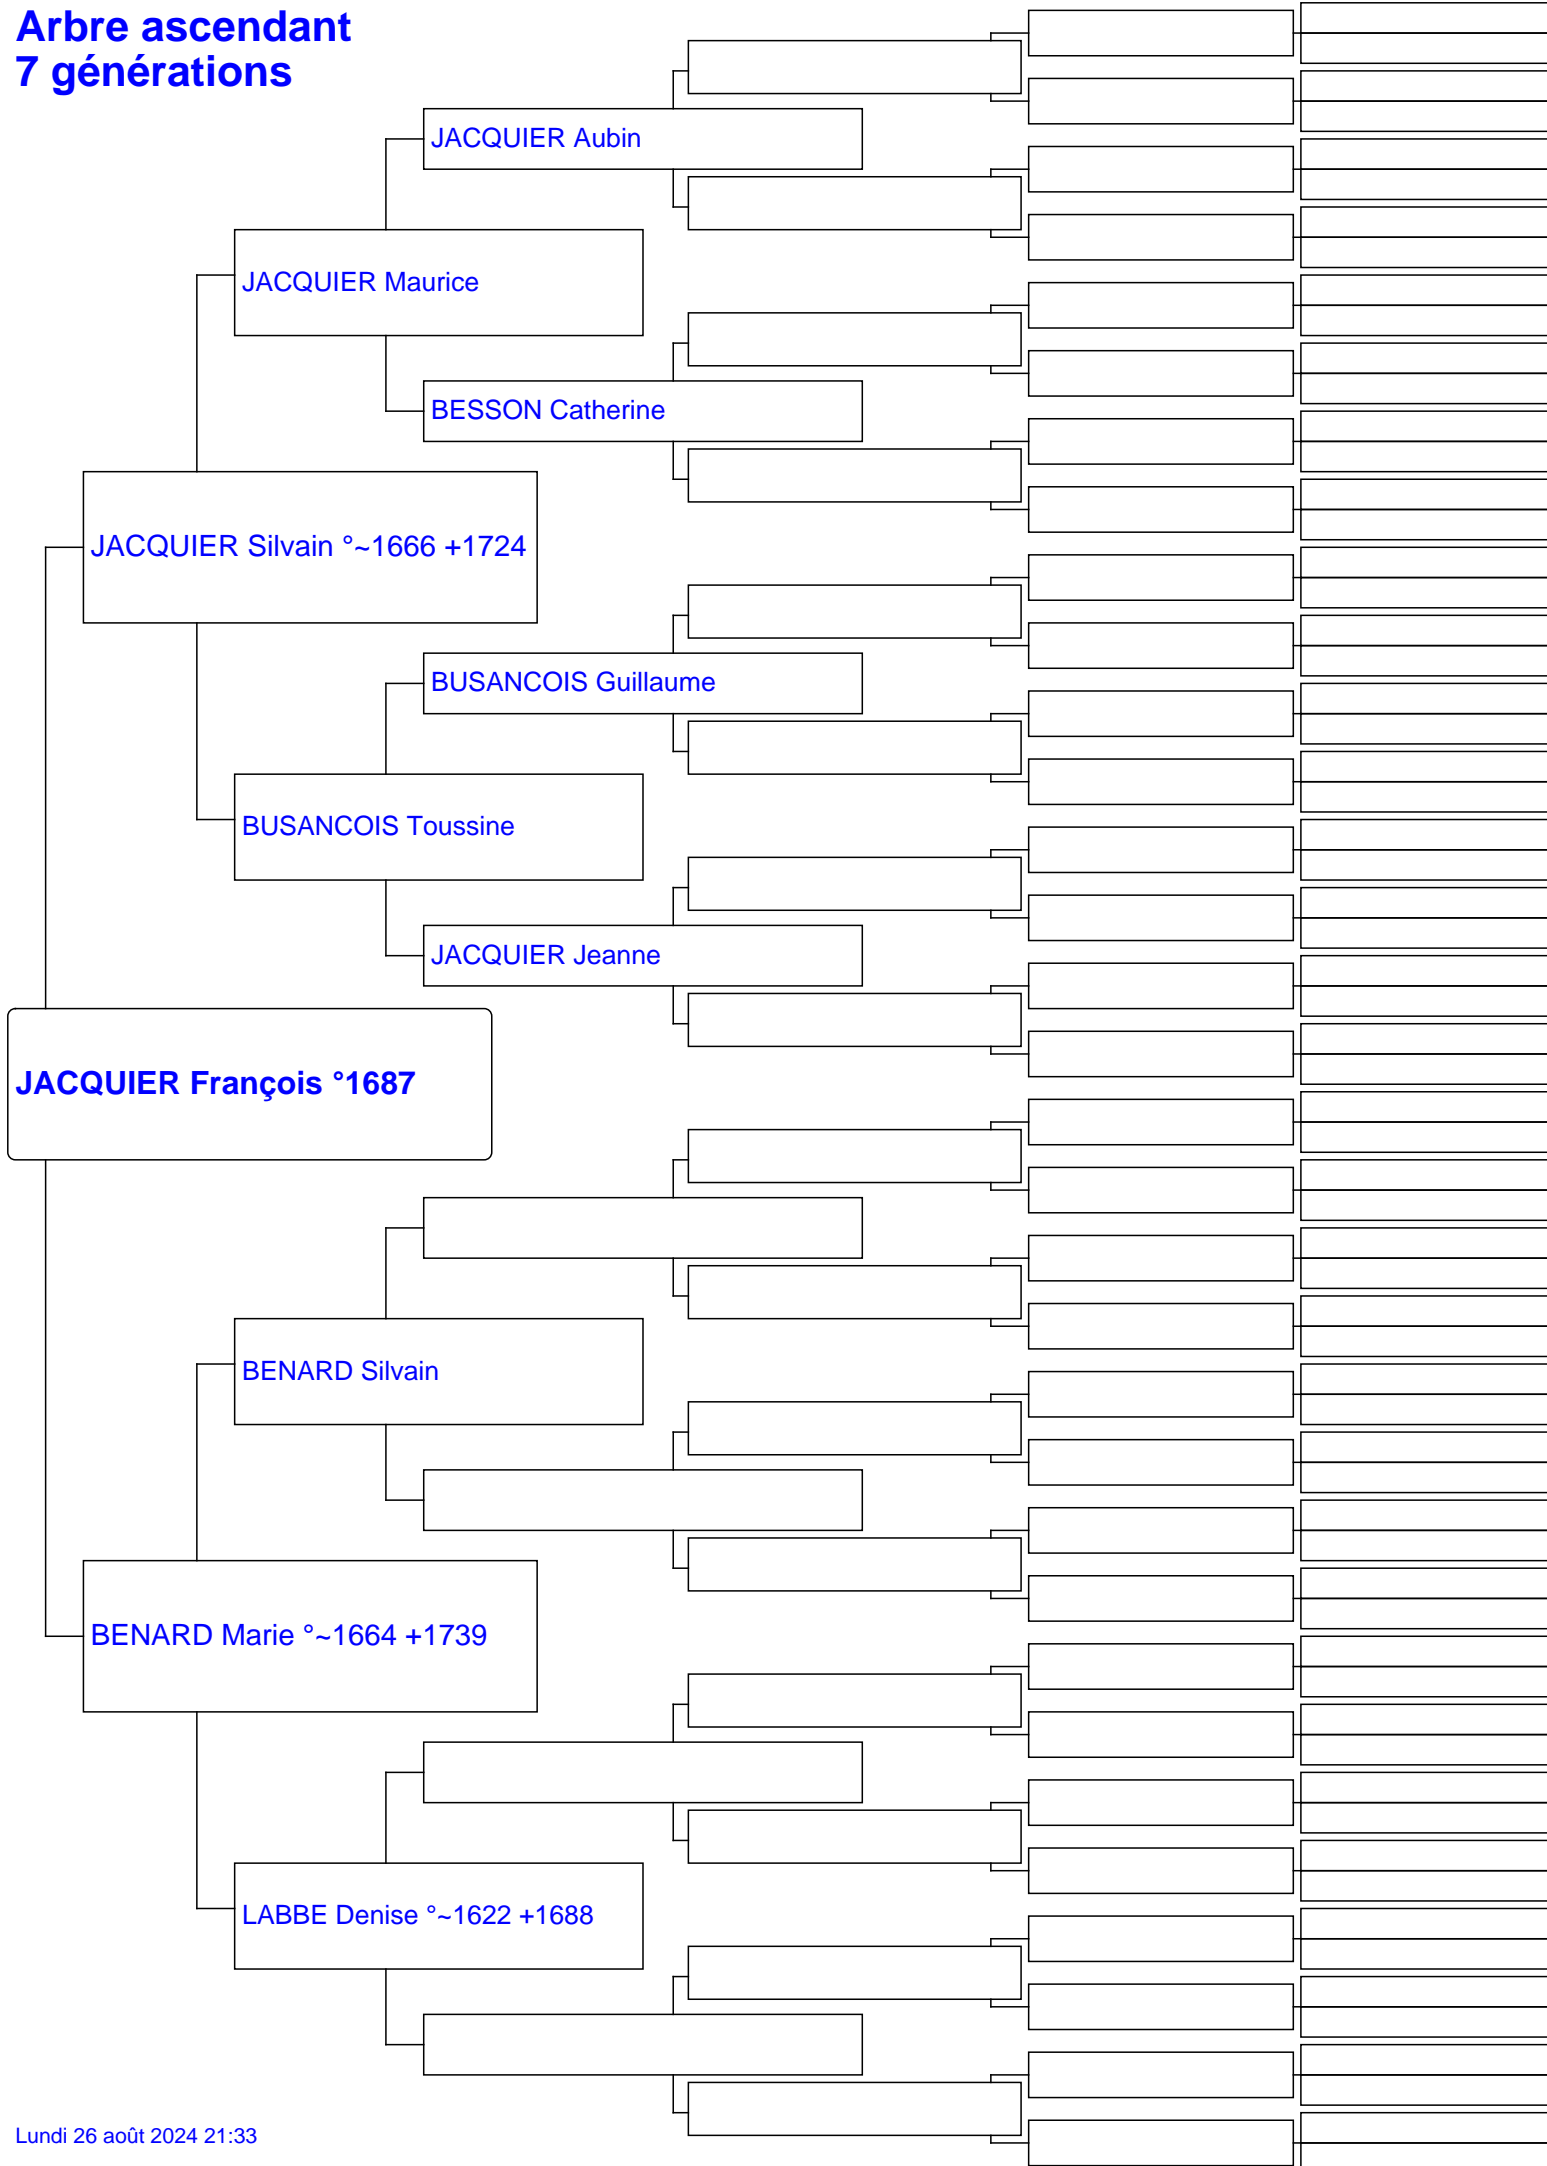 Arbre ascendant
7 générations
JACQUIER Aubin
JACQUIER Maurice
BESSON Catherine
JACQUIER Silvain °~1666 +1724
BUSANCOIS Guillaume
BUSANCOIS Toussine
JACQUIER Jeanne
JACQUIER François °1687
BENARD Silvain
BENARD Marie °~1664 +1739
LABBE Denise °~1622 +1688
Lundi 26 août 2024 21:33